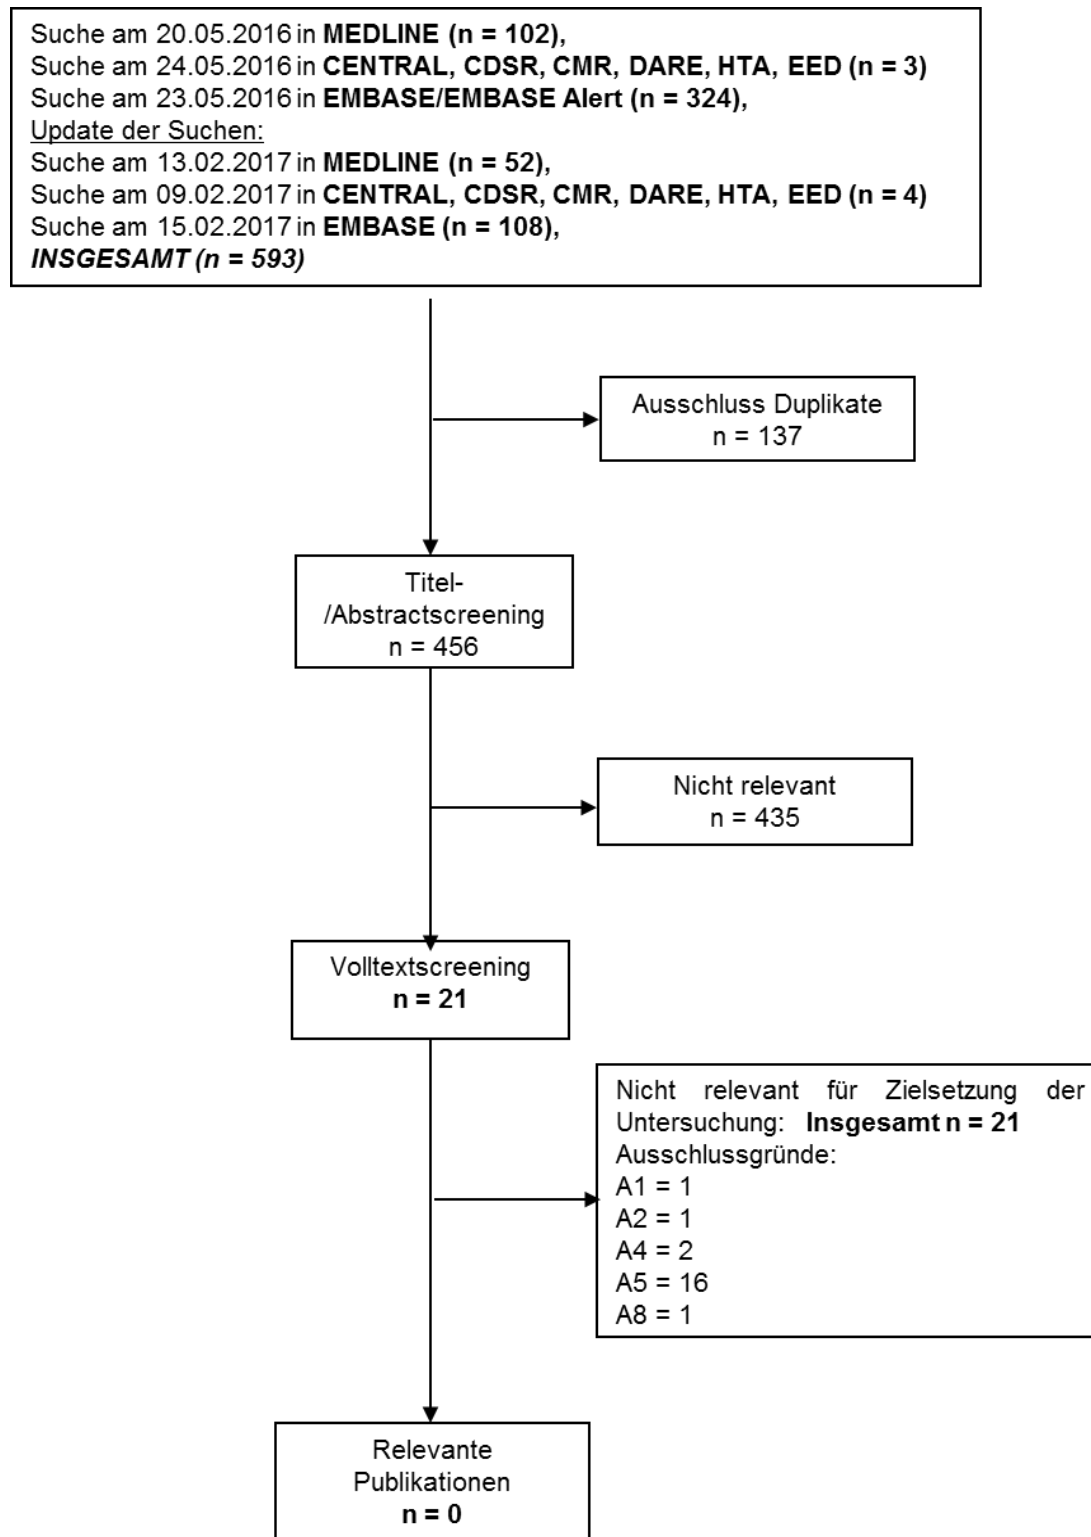 Suche am 20.05.2016 in MEDLINE (n = 102),
Suche am 24.05.2016 in CENTRAL, CDSR, CMR, DARE, HTA, EED (n = 3)
Suche am 23.05.2016 in EMBASE/EMBASE Alert (n = 324),
Update der Suchen:
Suche am 13.02.2017 in MEDLINE (n = 52),
Suche am 09.02.2017 in CENTRAL, CDSR, CMR, DARE, HTA, EED (n = 4)
Suche am 15.02.2017 in EMBASE (n = 108),
INSGESAMT (n = 593)
Ausschluss Duplikate
n = 137
Titel-
/Abstractscreening
n = 456
Nicht relevant
n = 435
Volltextscreening
n = 21
Nicht relevant für Zielsetzung der
Untersuchung: Insgesamt n = 21
Ausschlussgründe:
A1 = 1
A2 = 1
A4 = 2
A5 = 16
A8 = 1
Relevante
Publikationen
n = 0